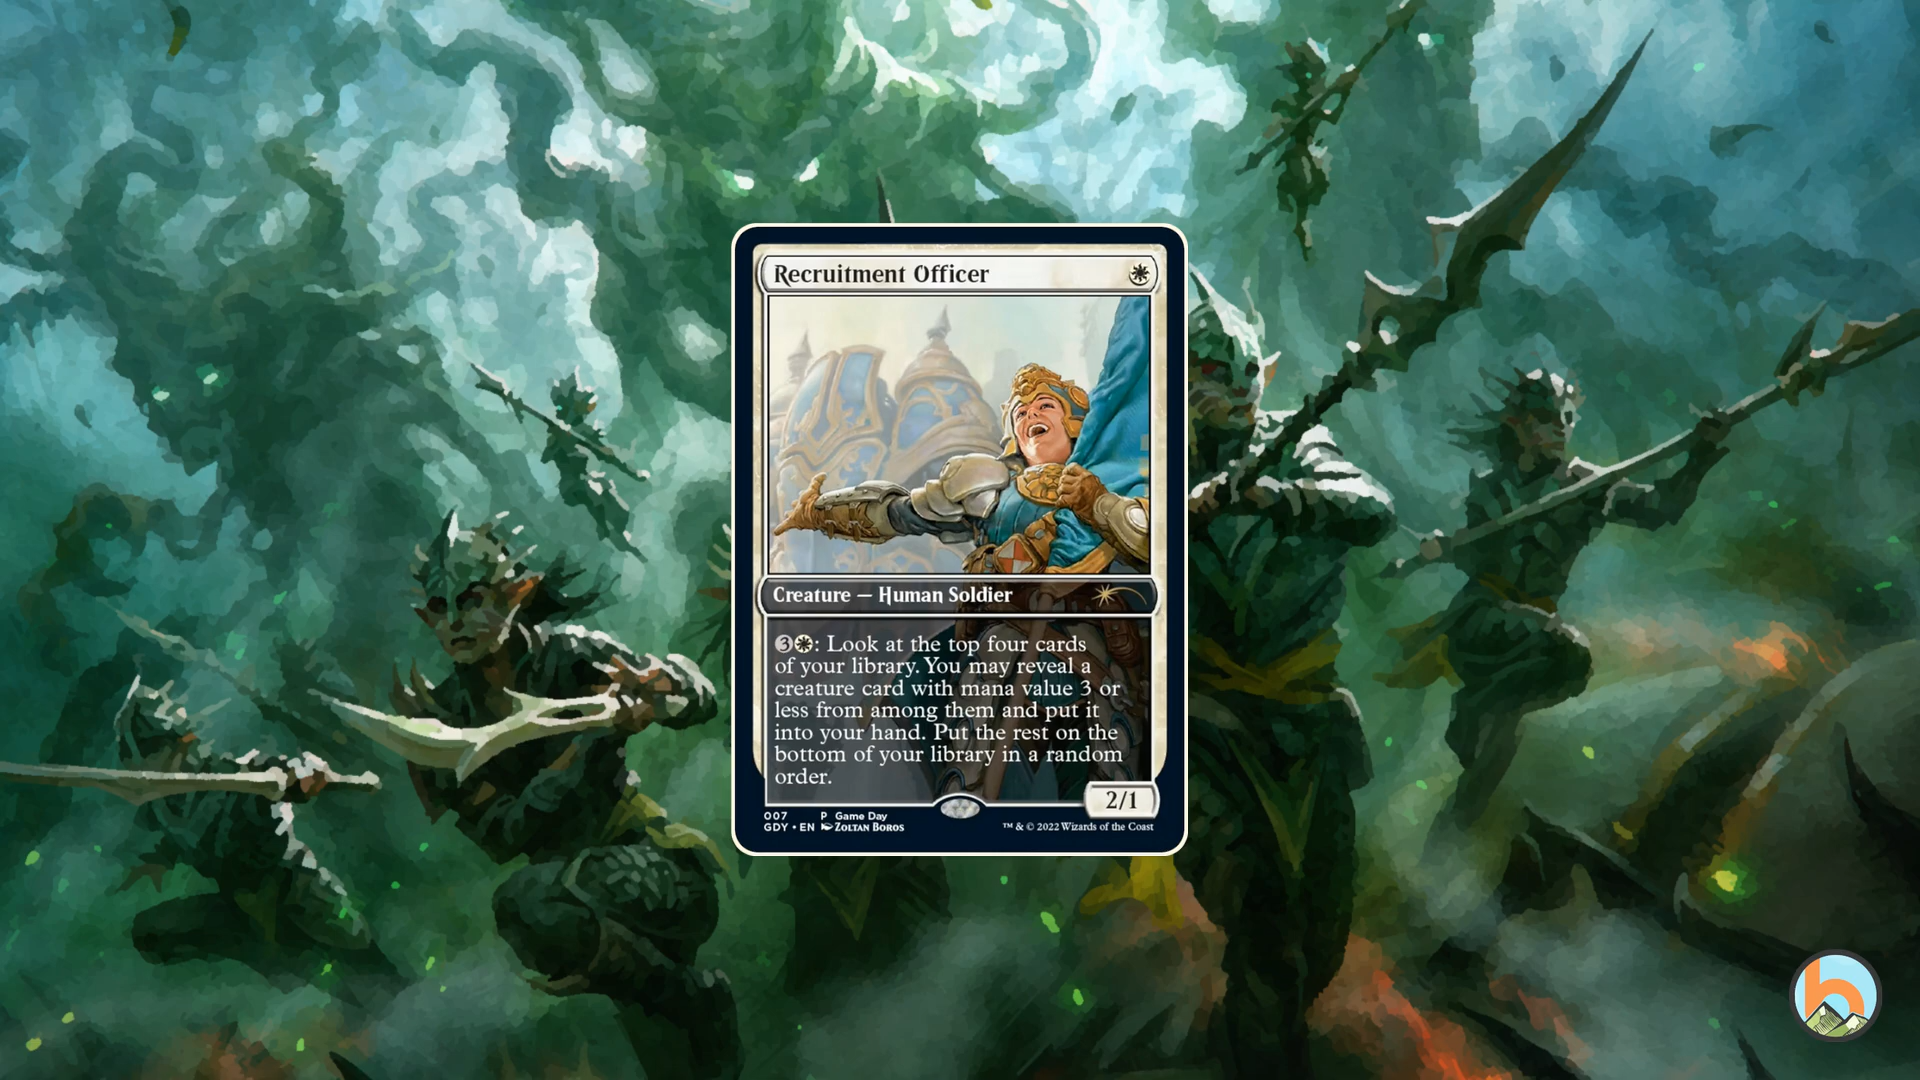 Recruitment Officer
Creature — Human Soldier
3: Look at the top four cards
of your library. You may reveal a
creature card with mana value 3 or
less from among them and put it
into your hand. Put the rest on the
bottom of your library in a random
order.
2/1
007 P Game Day
GDY • EN ZOLTAN BOROS
™ & © 2022 Wizards of the Coast